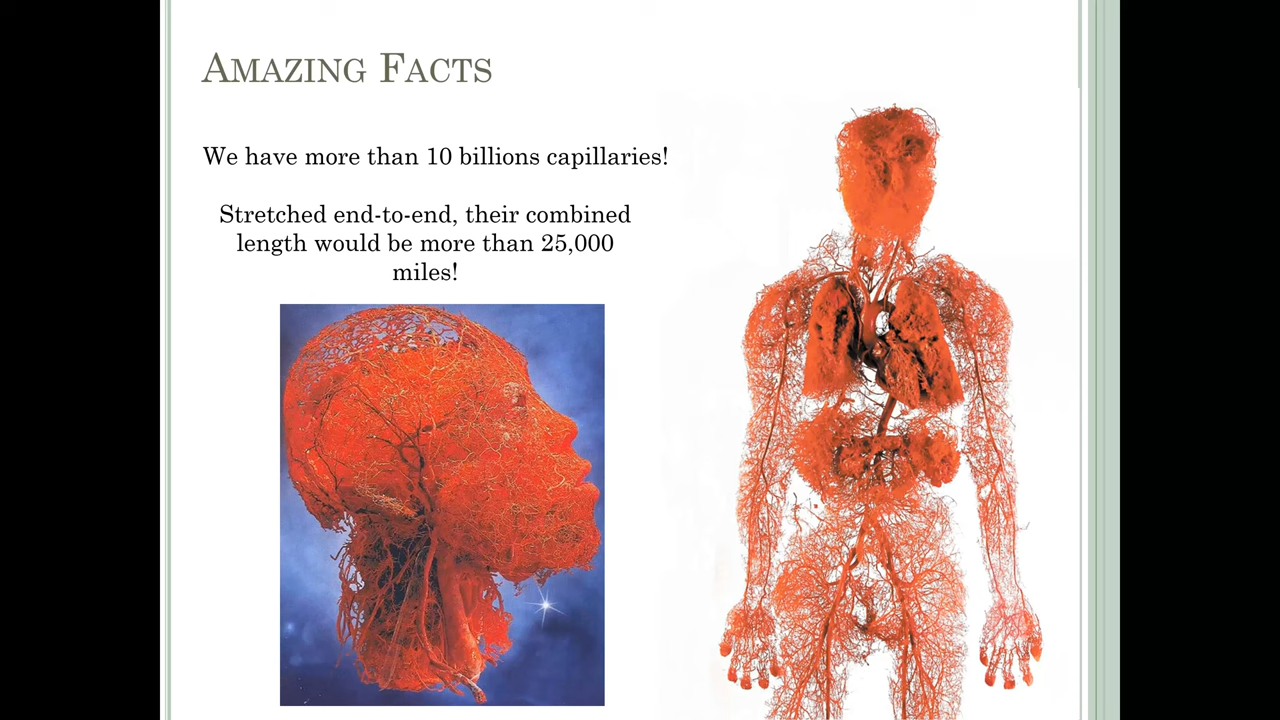 AMAZING FACTS
We have more than 10 billions capillaries!
Stretched end-to-end, their combined
length would be more than 25,000
miles!